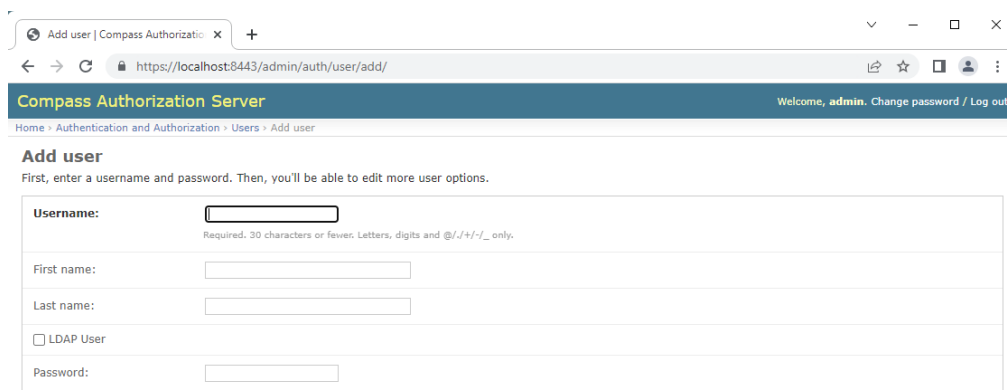 Add user | Compass Authorizatio
https://localhost:8443/admin/auth/user/add/
Compass Authorization Server
Welcome, admin. Change password / Log out
Home › Authentication and Authorization › Users › Add user
Add user
First, enter a username and password. Then, you'll be able to edit more user options.
Username:
Required. 30 characters or fewer. Letters, digits and @/./+/-/_ only.
First name:
Last name:
LDAP User
Password: